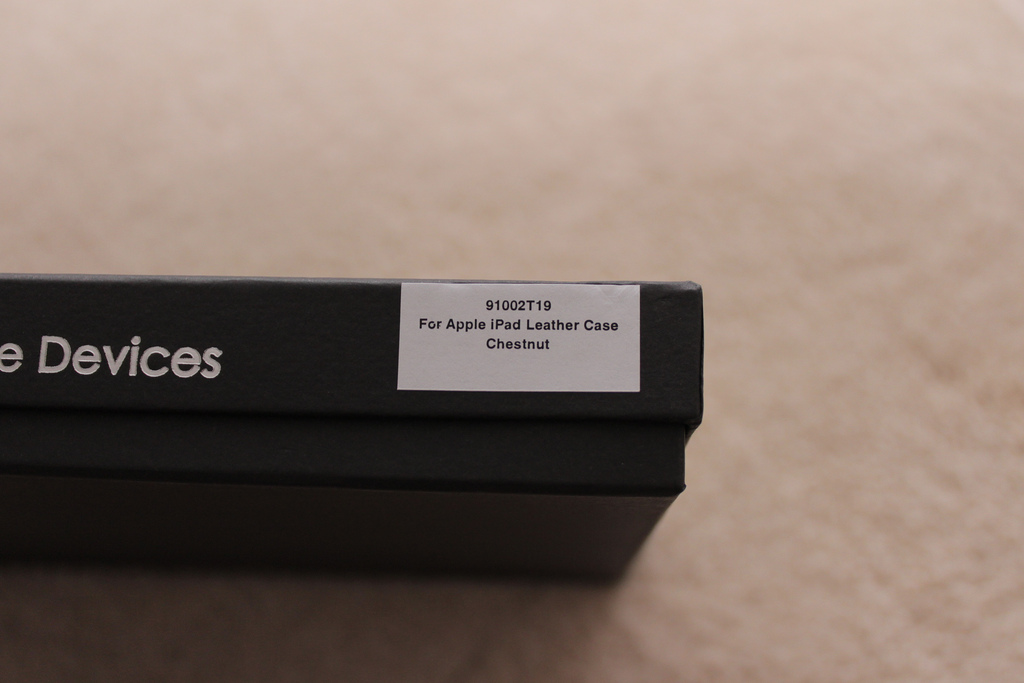 e Devices
91002T19
For Apple iPad Leather Case
Chestnut